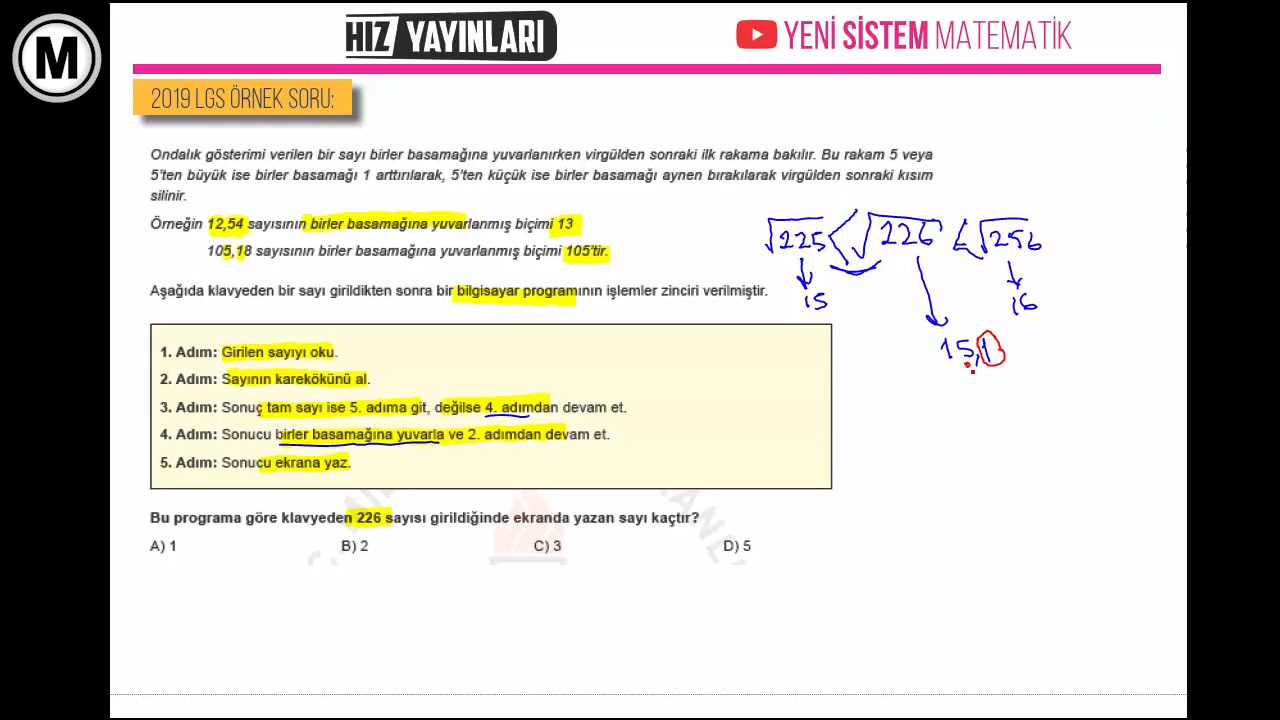 M
HIZ YAYINLARI
YENİ SİSTEM MATEMATİK
2019 LGS ÖRNEK SORU:
Ondalık gösterimi verilen bir sayı birler basamağına yuvarlanırken virgülden sonraki ilk rakama bakılır. Bu rakam 5 veya
5'ten büyük ise birler basamağı 1 arttırılarak, 5'ten küçük ise birler basamağı aynen bırakılarak virgülden sonraki kısım
silinir.
Örneğin 12,54 sayısının birler basamağına yuvarlanmış biçimi 13
105,18 sayısının birler basamağına yuvarlanmış biçimi 105'tir.
√225 < √226 < √256
15 16
15,1
Aşağıda klavyeden bir sayı girildikten sonra bir bilgisayar programının işlemler zinciri verilmiştir.
1. Adım: Girilen sayıyı oku.
2. Adım: Sayının karekökünü al.
3. Adım: Sonuç tam sayı ise 5. adıma git, değilse 4. adımdan devam et.
4. Adım: Sonucu birler basamağına yuvarla ve 2. adımdan devam et.
5. Adım: Sonucu ekrana yaz.
Bu programa göre klavyeden 226 sayısı girildiğinde ekranda yazan sayı kaçtır?
A) 1 B) 2 C) 3 D) 5